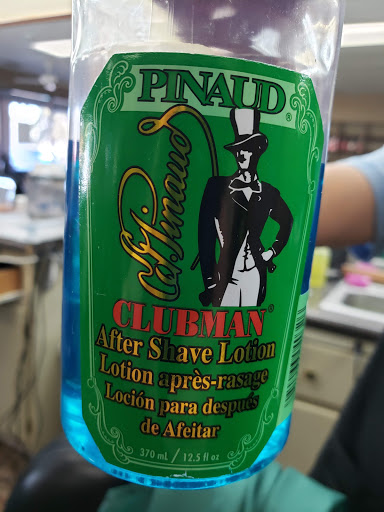 PINAUD®
Ed. Pinaud
CLUBMAN®
After Shave Lotion
Lotion après-rasage
Loción para después
de Afeitar
370 mL / 12.5 fl oz